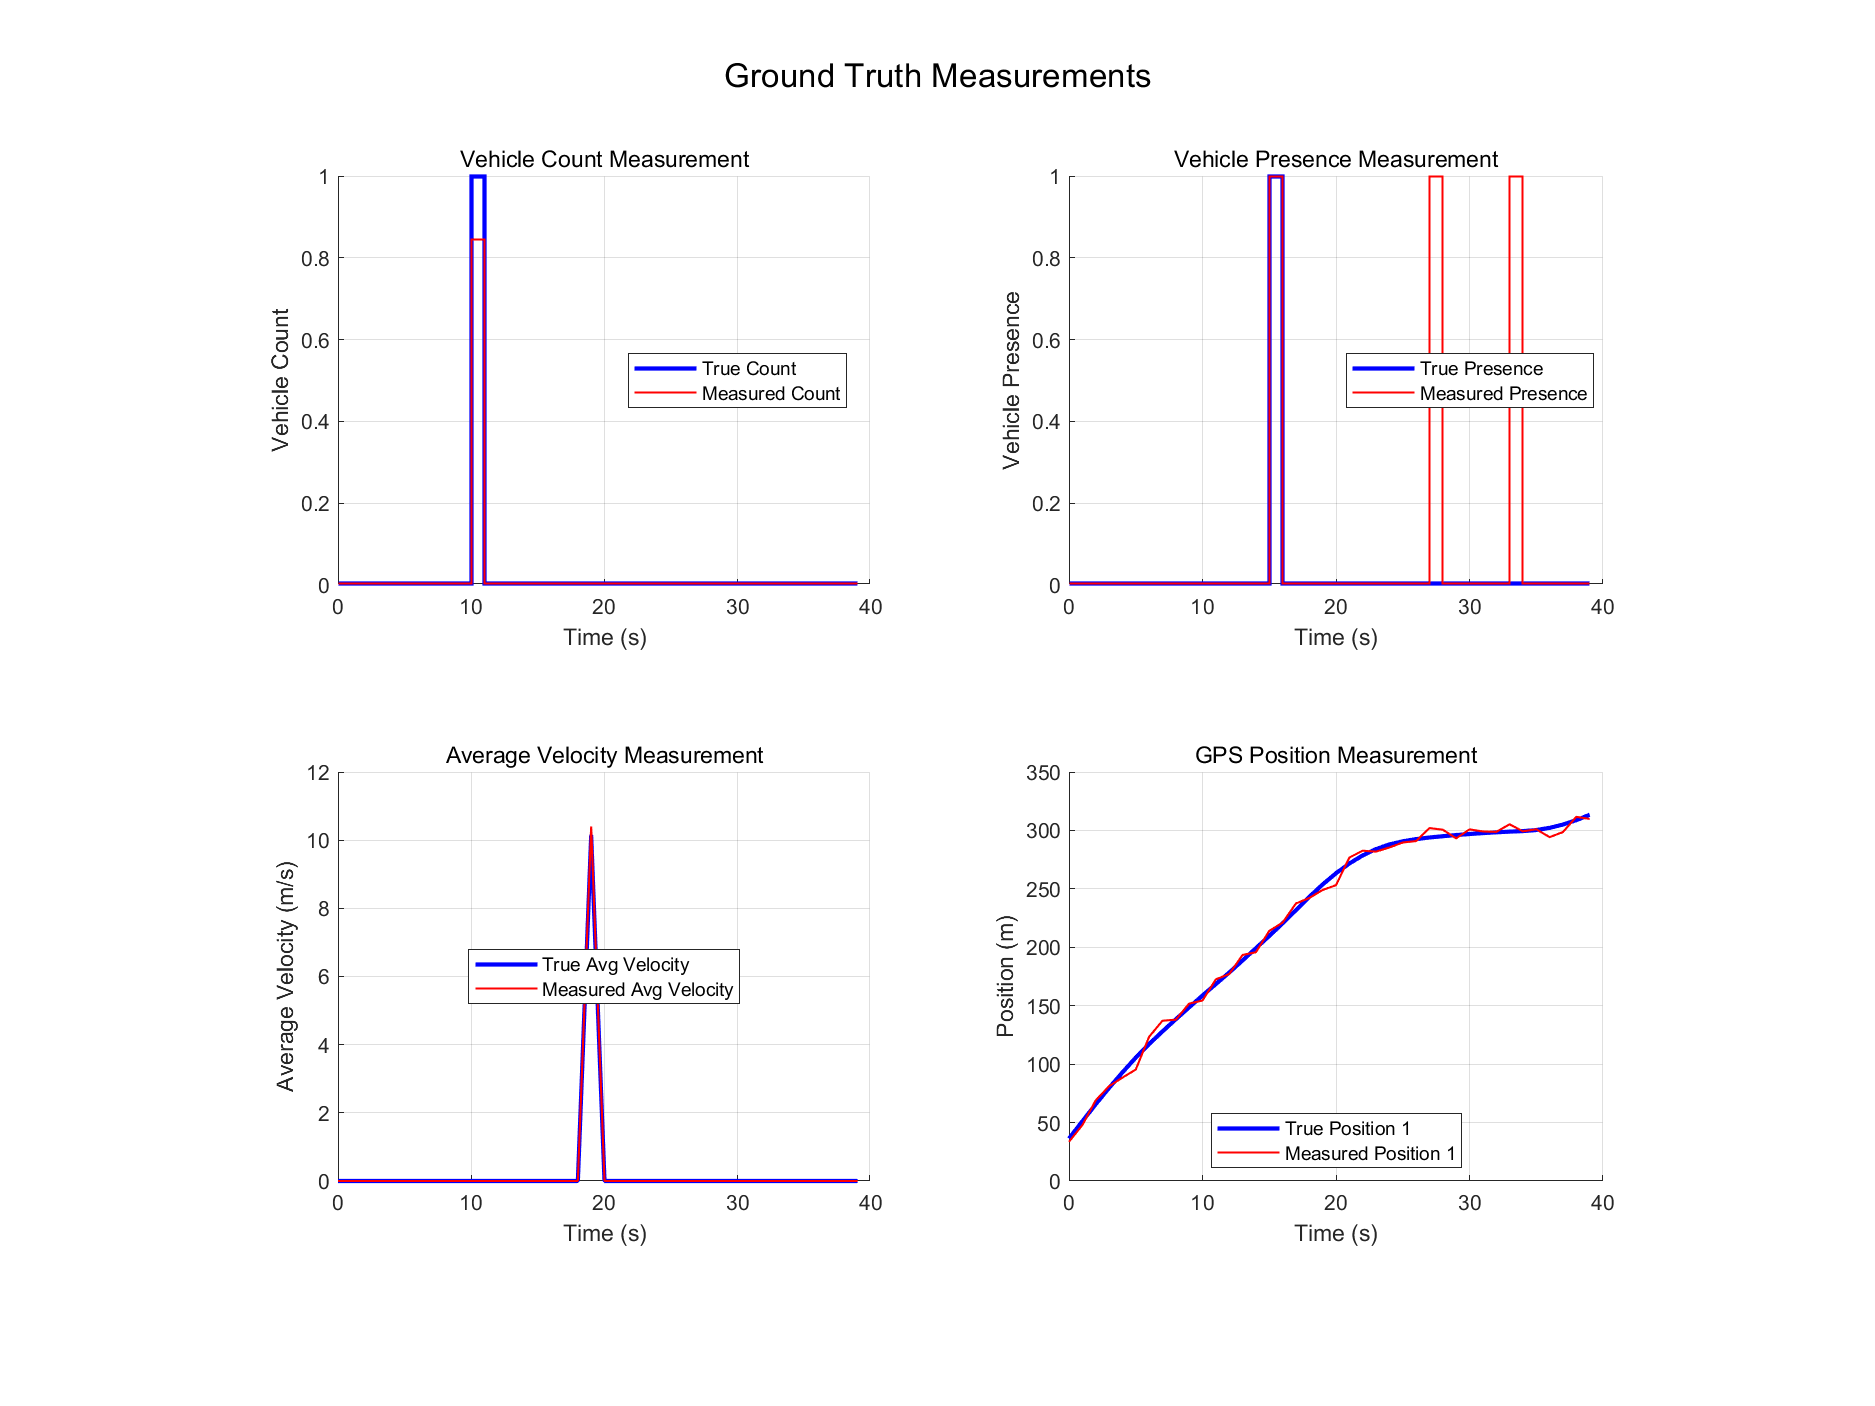 Ground Truth Measurements
Vehicle Count Measurement
1
0.8
0.6
0.4
0.2
0
0 10 20 30 40
Vehicle Count
Time (s)
True Count
Measured Count
Vehicle Presence Measurement
1
0.8
0.6
0.4
0.2
0
0 10 20 30 40
Vehicle Presence
Time (s)
True Presence
Measured Presence
Average Velocity Measurement
12
10
8
6
4
2
0
0 10 20 30 40
Average Velocity (m/s)
Time (s)
True Avg Velocity
Measured Avg Velocity
GPS Position Measurement
350
300
250
200
150
100
50
0
0 10 20 30 40
Position (m)
Time (s)
True Position 1
Measured Position 1